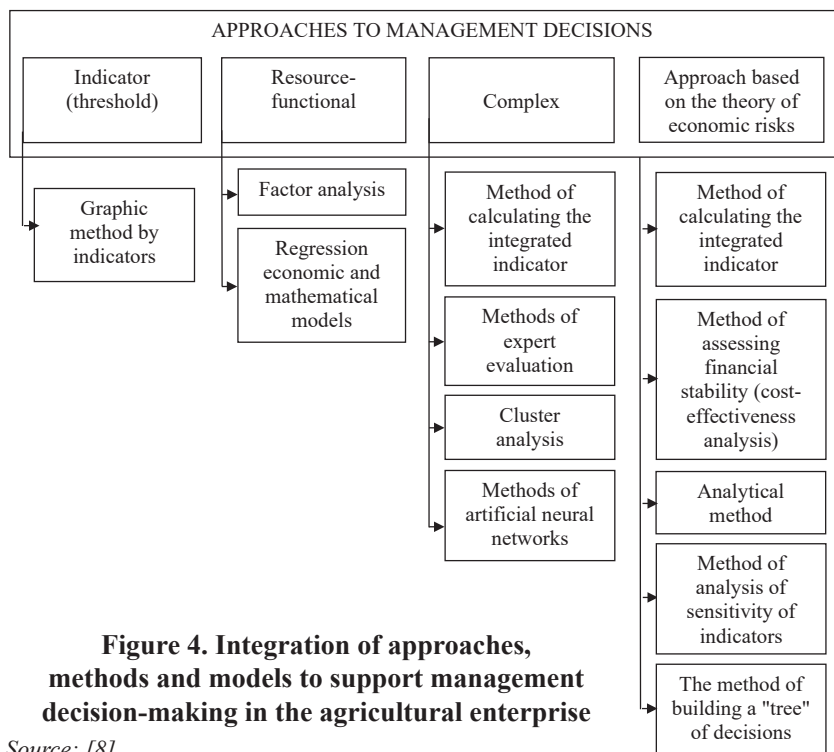 APPROACHES TO MANAGEMENT DECISIONS
Indicator
(threshold)
Resource-
functional
Complex
Approach based
on the theory of
economic risks
Graphic
method by
indicators
Factor analysis
Regression
economic and
mathematical
models
Method of
calculating the
integrated
indicator
Methods of
expert
evaluation
Cluster
analysis
Methods of
artificial neural
networks
Method of
calculating the
integrated
indicator
Method of
assessing
financial
stability (cost-
effectiveness
analysis)
Analytical
method
Method of
analysis of
sensitivity of
indicators
The method of
building a "tree"
of decisions
Figure 4. Integration of approaches,
methods and models to support management
decision-making in the agricultural enterprise
Source: [8]